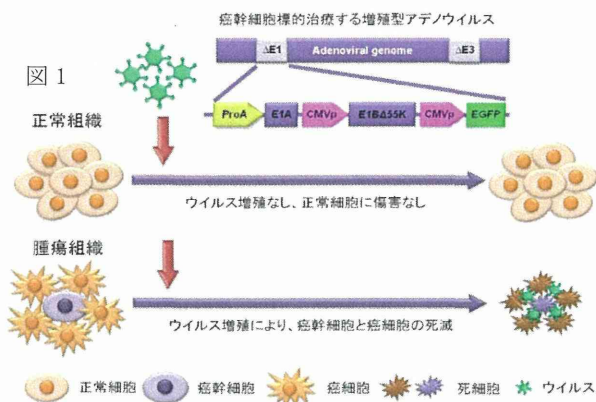 癌幹細胞標的治療する増殖型アデノウイルス
ΔE1 Adenoviral genome ΔE3
図1
ProA E1A CMVp E1BΔ55K CMVp EGFP
正常組織
ウイルス増殖なし、正常細胞に傷害なし
腫瘍組織
ウイルス増殖により、癌幹細胞と癌細胞の死滅
正常細胞 癌幹細胞 癌細胞 死細胞 ウイルス